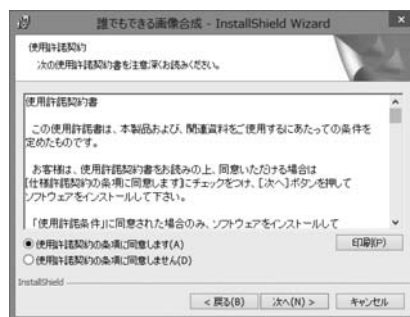 誰でもできる画像合成 - InstallShield Wizard
使用許諾契約
次の使用許諾契約書を注意深くお読みください。
使用許諾契約書
この使用許諾書は、本製品および、関連資料をご使用するにあたっての条件を
定めたものです。
お客様は、使用許諾契約書をお読みの上、同意いただける場合は
[仕様許諾契約の条項に同意します]にチェックをつけ、[次へ]ボタンを押して
ソフトウェアをインストールして下さい。
「使用許諾条件」に同意された場合のみ、ソフトウェアをインストールして
使用許諾契約の条項に同意します(A)
印刷(P)
使用許諾契約の条項に同意しません(D)
InstallShield
< 戻る(B)
次へ(N) >
キャンセル